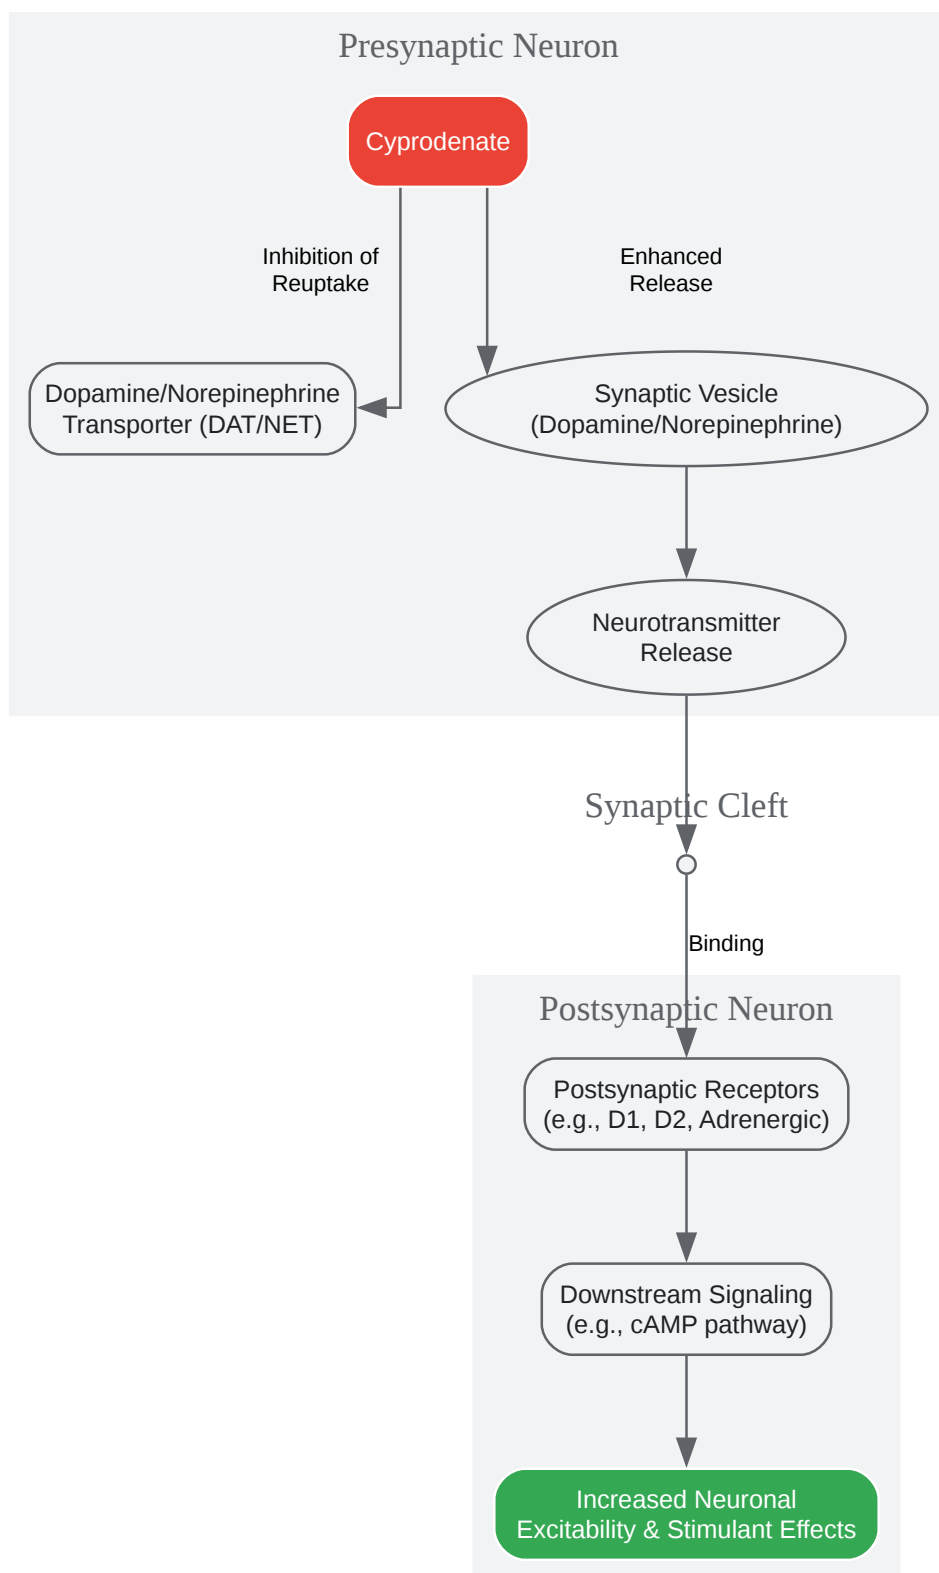 Presynaptic Neuron
Cyprodenate
Inhibition of
Reuptake
Enhanced
Release
Dopamine/Norepinephrine
Transporter (DAT/NET)
Synaptic Vesicle
(Dopamine/Norepinephrine)
Neurotransmitter
Release
Synaptic Cleft
Binding
Postsynaptic Neuron
Postsynaptic Receptors
(e.g., D1, D2, Adrenergic)
Downstream Signaling
(e.g., cAMP pathway)
Increased Neuronal
Excitability & Stimulant Effects